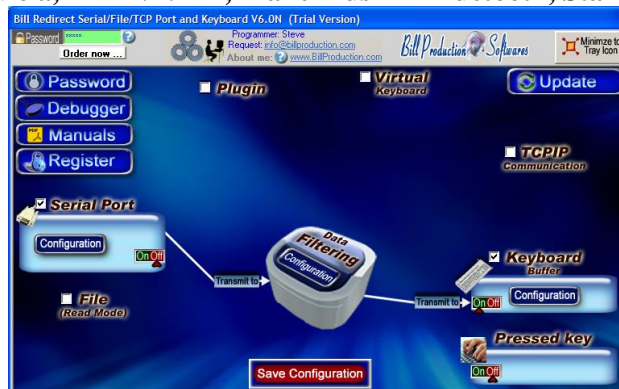 Bill Redirect Serial/File/TCP Port and Keyboard V6.0N (Trial Version)
Password xxxxx
Order now ...
Programmer: Steve
Request: info@billproduction.com
About me: www.BillProduction.com
Bill Production Softwares
Minimze to
Tray Icon
Password
Debugger
Manuals
Register
Plugin
Virtual
Keyboard
Update
TCPIP
Communication
Serial Port
Configuration
On Off
Transmit to
Data
Filtering
Configuration
Transmit to
Keyboard
Buffer
Configuration
On Off
File
(Read Mode)
Pressed key
On Off
Save Configuration